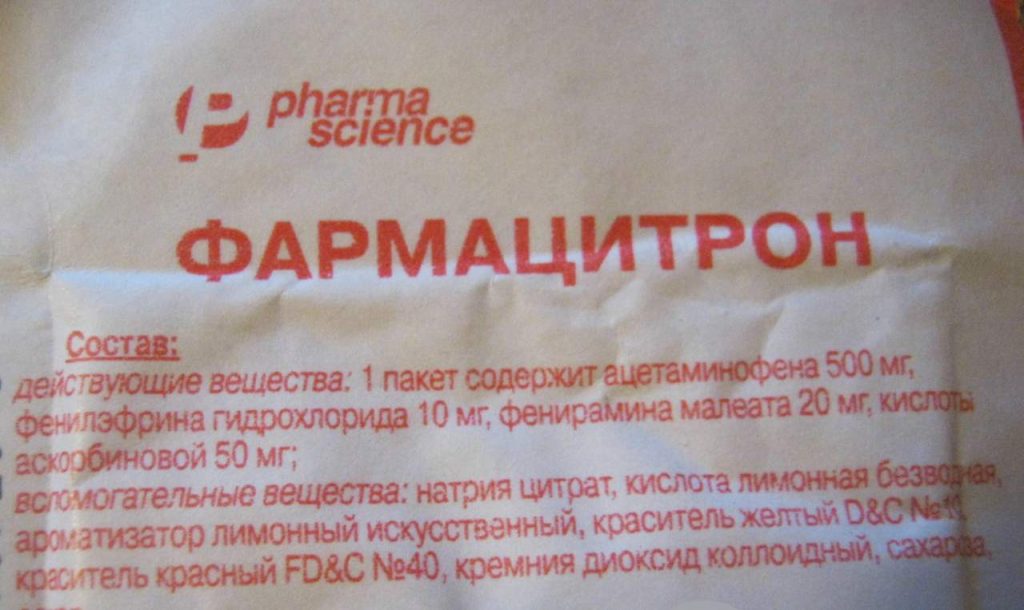 pharma
science
ФАРМАЦИТРОН
Состав:
действующие вещества: 1 пакет содержит ацетаминофена 500 мг,
фенилэфрина гидрохлорида 10 мг, фенирамина малеата 20 мг, кислоты
аскорбиновой 50 мг;
вспомогательные вещества: натрия цитрат, кислота лимонная безводная,
ароматизатор лимонный искусственный, краситель желтый D&C
краситель красный FD&C №40, кремния диоксид коллоидный, сахароза,